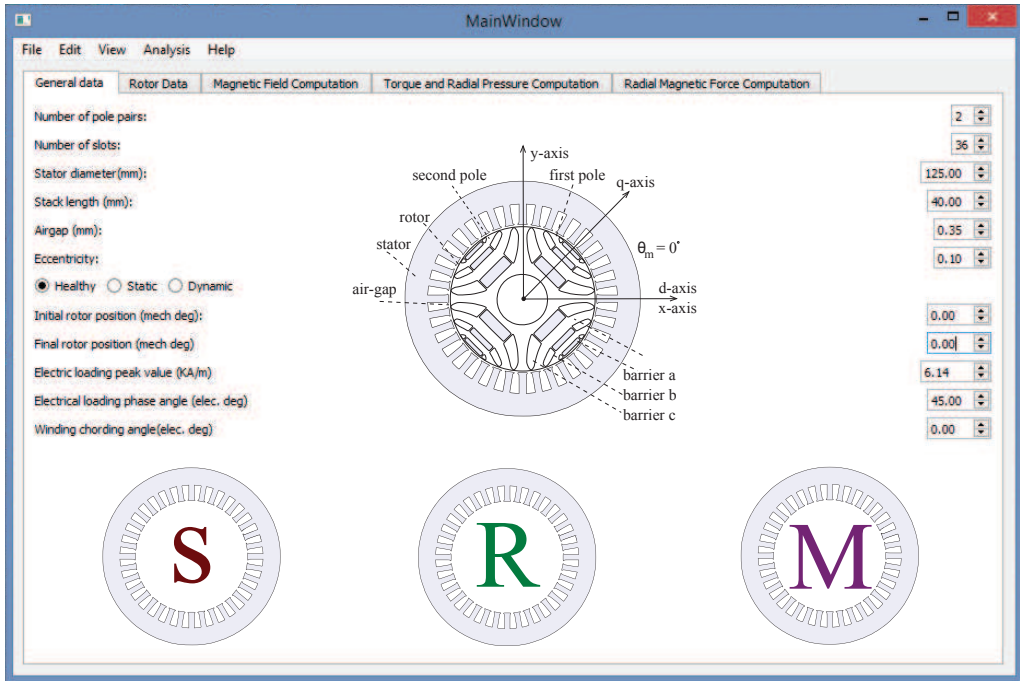 MainWindow
File Edit View Analysis Help
General data Rotor Data Magnetic Field Computation Torque and Radial Pressure Computation Radial Magnetic Force Computation
Number of pole pairs: 2
Number of slots: 36
Stator diameter(mm): 125.00
Stack length (mm): 40.00
Airgap (mm): 0.35
Eccentricity: 0.10
Healthy Static Dynamic
Initial rotor position (mech deg): 0.00
Final rotor position (mech deg) 0.00
Electric loading peak value (KA/m) 6.14
Electrical loading phase angle (elec. deg) 45.00
Winding chording angle(elec. deg) 0.00
y-axis
second pole first pole
q-axis
rotor
stator
θm = 0°
air-gap
d-axis
x-axis
barrier a
barrier b
barrier c
S R M